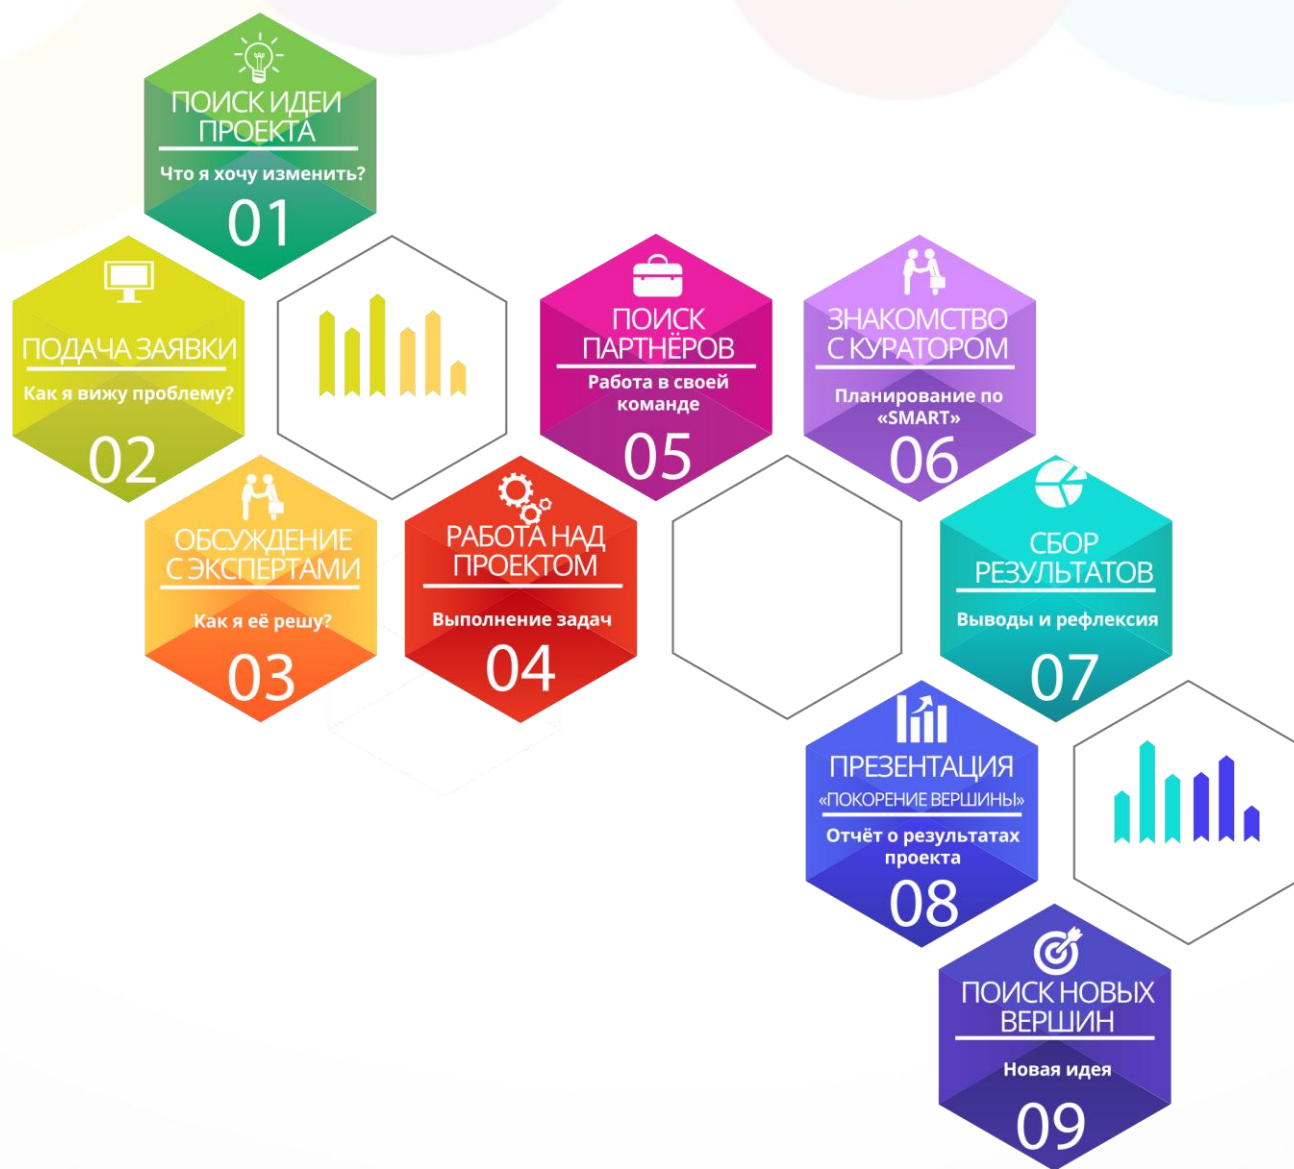 ПОИСК ИДЕИ
ПРОЕКТА
Что я хочу изменить?
01
ПОДАЧА ЗАЯВКИ
Как я вижу проблему?
02
ОБСУЖДЕНИЕ
С ЭКСПЕРТАМИ
Как я её решу?
03
РАБОТА НАД
ПРОЕКТОМ
Выполнение задач
04
ПОИСК
ПАРТНЁРОВ
Работа в своей
команде
05
ЗНАКОМСТВО
С КУРАТОРОМ
Планирование по
«SMART»
06
СБОР
РЕЗУЛЬТАТОВ
Выводы и рефлексия
07
ПРЕЗЕНТАЦИЯ
«ПОКОРЕНИЕ ВЕРШИНЫ»
Отчёт о результатах
проекта
08
ПОИСК НОВЫХ
ВЕРШИН
Новая идея
09